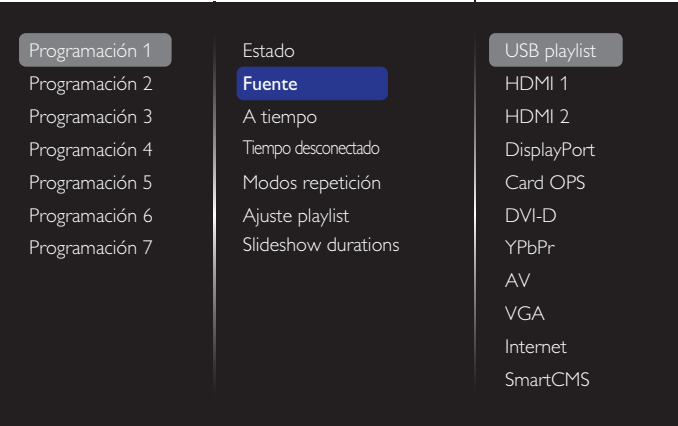 Programación 1
Programación 2
Programación 3
Programación 4
Programación 5
Programación 6
Programación 7
Estado
Fuente
A tiempo
Tiempo desconectado
Modos repetición
Ajuste playlist
Slideshow durations
USB playlist
HDMI 1
HDMI 2
DisplayPort
Card OPS
DVI-D
YPbPr
AV
VGA
Internet
SmartCMS